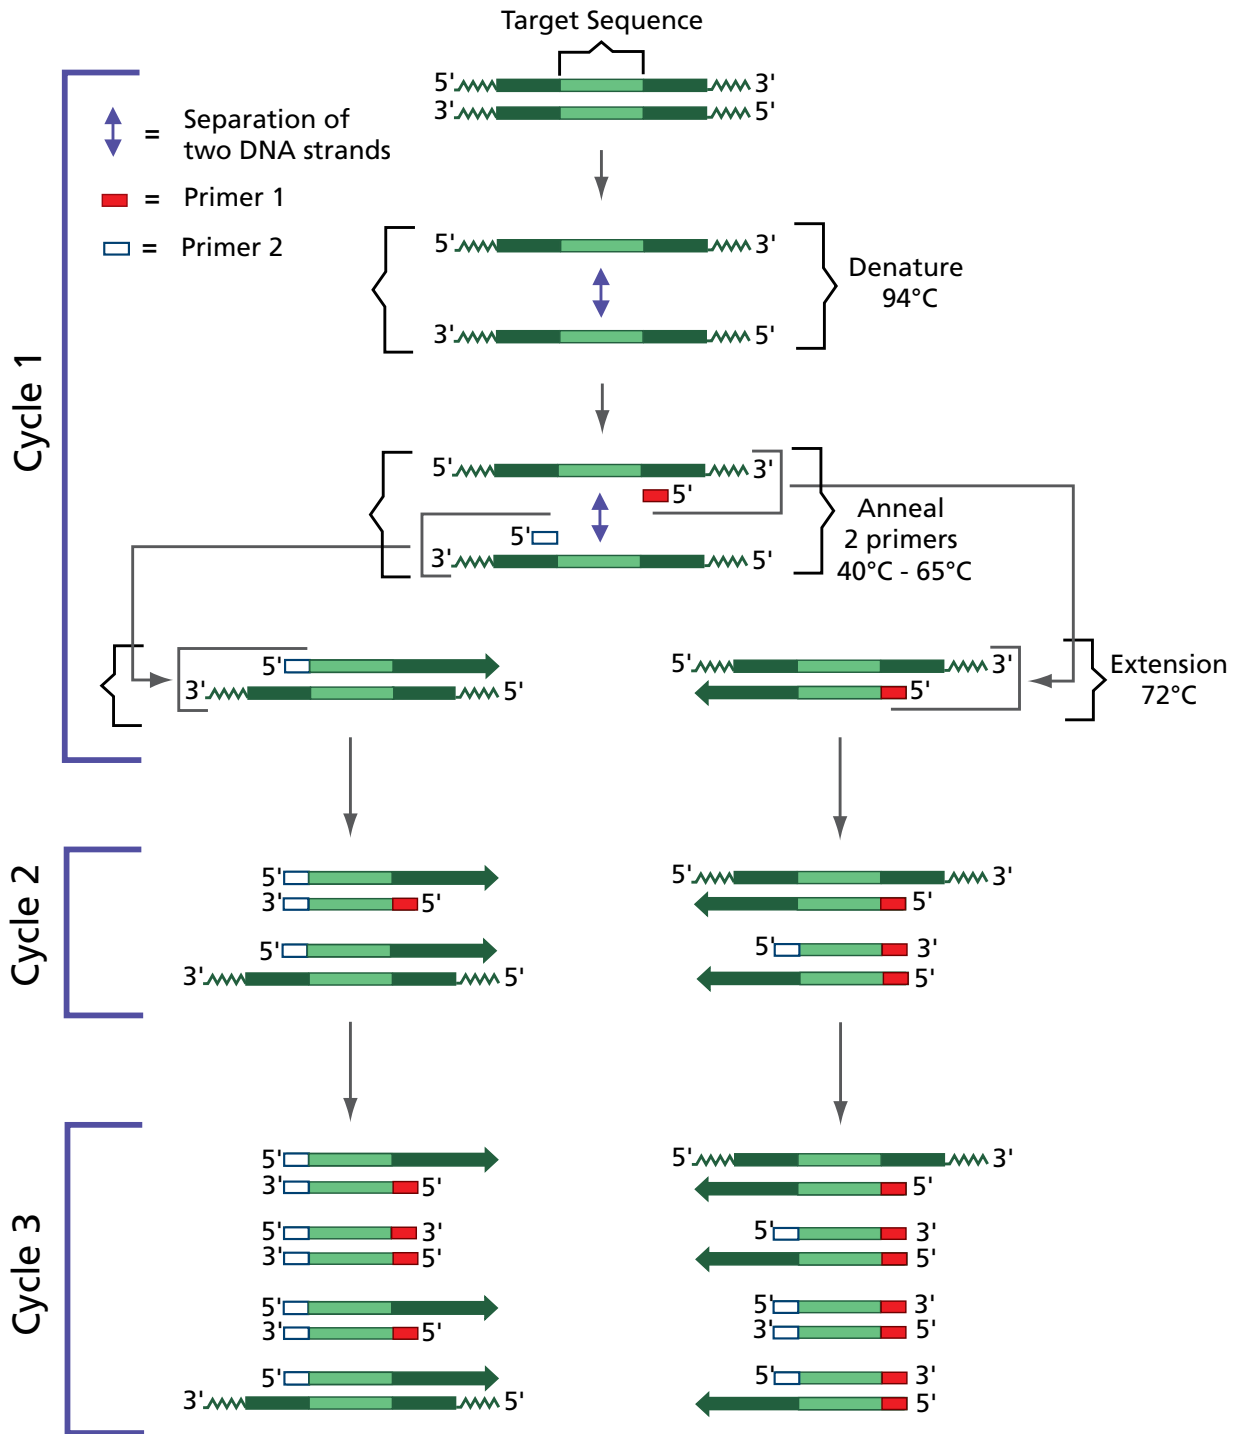 Target Sequence
5' 3'
3' 5'
= Separation of
two DNA strands
= Primer 1
= Primer 2
Cycle 1
5' 3'
Denature
94°C
3' 5'
5' 3'
5'
Anneal
2 primers
40°C - 65°C
5'
3' 5'
5'
3' 5'
5' 3'
5'
Extension
72°C
Cycle 2
5'
3' 5'
5'
3' 5'
5' 3'
5'
5' 3'
5'
Cycle 3
5'
3' 5'
5' 3'
3' 5'
5'
3' 5'
5'
3' 5'
5' 3'
5'
5' 3'
5'
5' 3'
3' 5'
5' 3'
5'